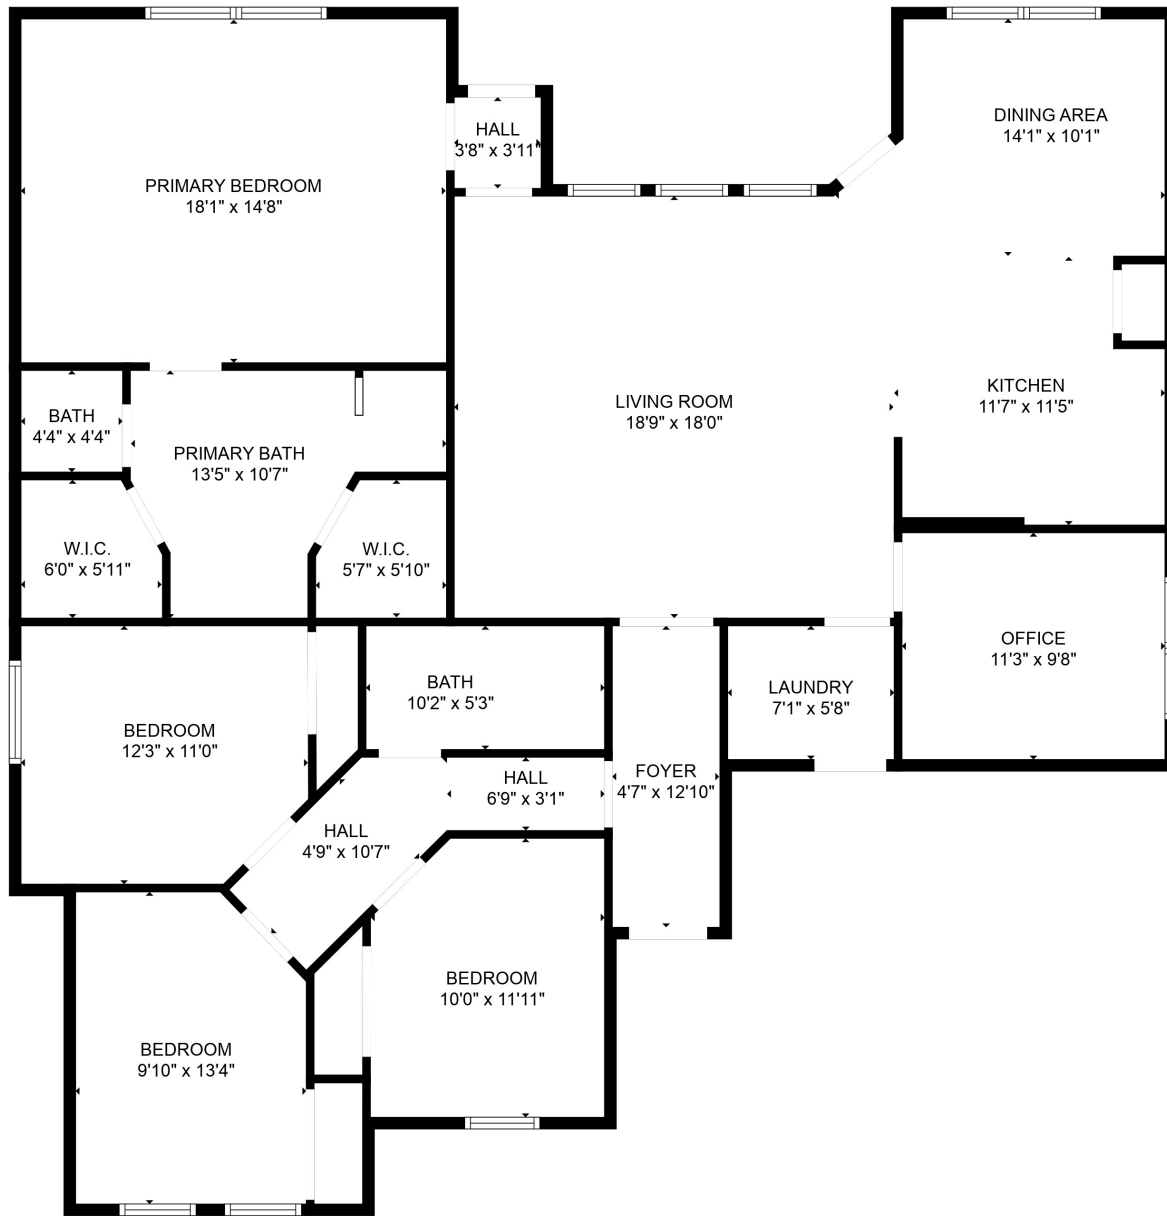 DINING AREA
14'1" x 10'1"
HALL
3'8" x 3'11"
PRIMARY BEDROOM
18'1" x 14'8"
LIVING ROOM
18'9" x 18'0"
KITCHEN
11'7" x 11'5"
BATH
4'4" x 4'4"
PRIMARY BATH
13'5" x 10'7"
W.I.C.
6'0" x 5'11"
W.I.C.
5'7" x 5'10"
OFFICE
11'3" x 9'8"
BATH
10'2" x 5'3"
LAUNDRY
7'1" x 5'8"
BEDROOM
12'3" x 11'0"
HALL
6'9" x 3'1"
FOYER
4'7" x 12'10"
HALL
4'9" x 10'7"
BEDROOM
10'0" x 11'11"
BEDROOM
9'10" x 13'4"